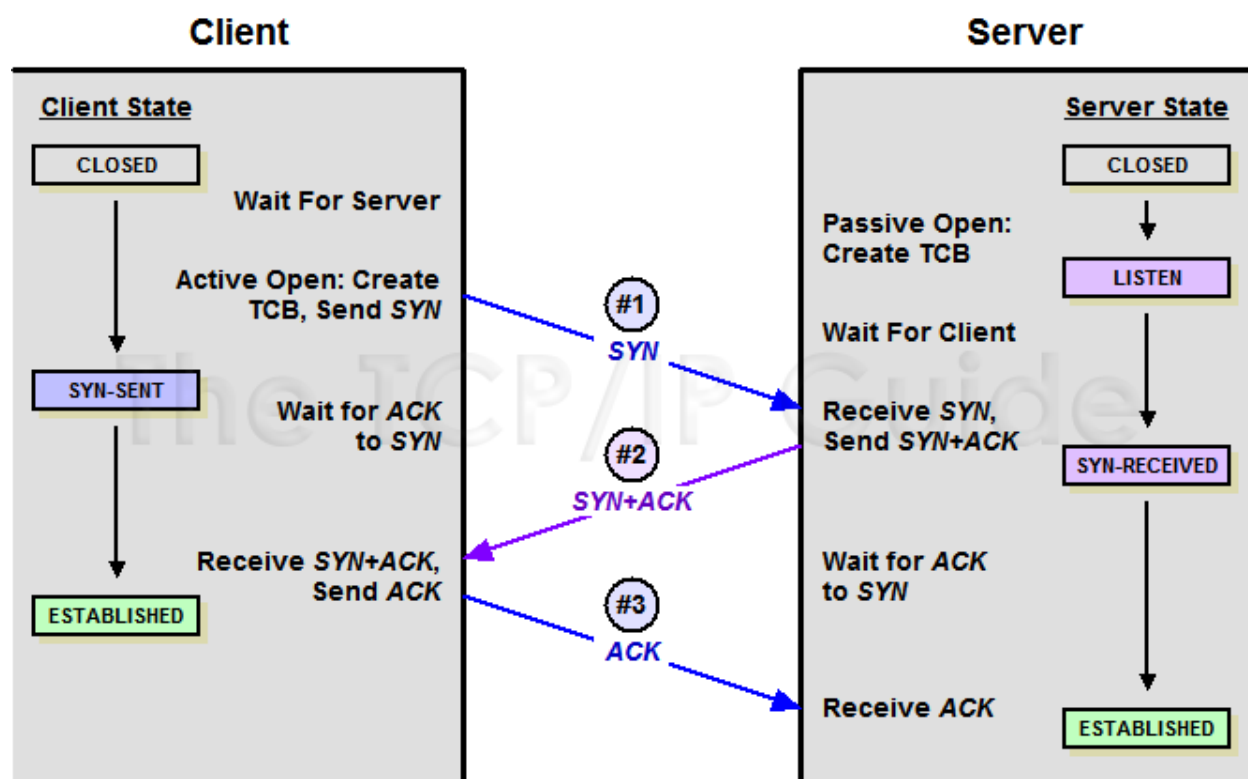 Client
Server
Client State
CLOSED
Wait For Server
Active Open: Create
TCB, Send SYN
SYN-SENT
Wait for ACK
to SYN
Receive SYN+ACK,
Send ACK
ESTABLISHED
#1
SYN
#2
SYN+ACK
#3
ACK
Server State
CLOSED
Passive Open:
Create TCB
LISTEN
Wait For Client
Receive SYN,
Send SYN+ACK
SYN-RECEIVED
Wait for ACK
to SYN
Receive ACK
ESTABLISHED
The TCP/IP Guide